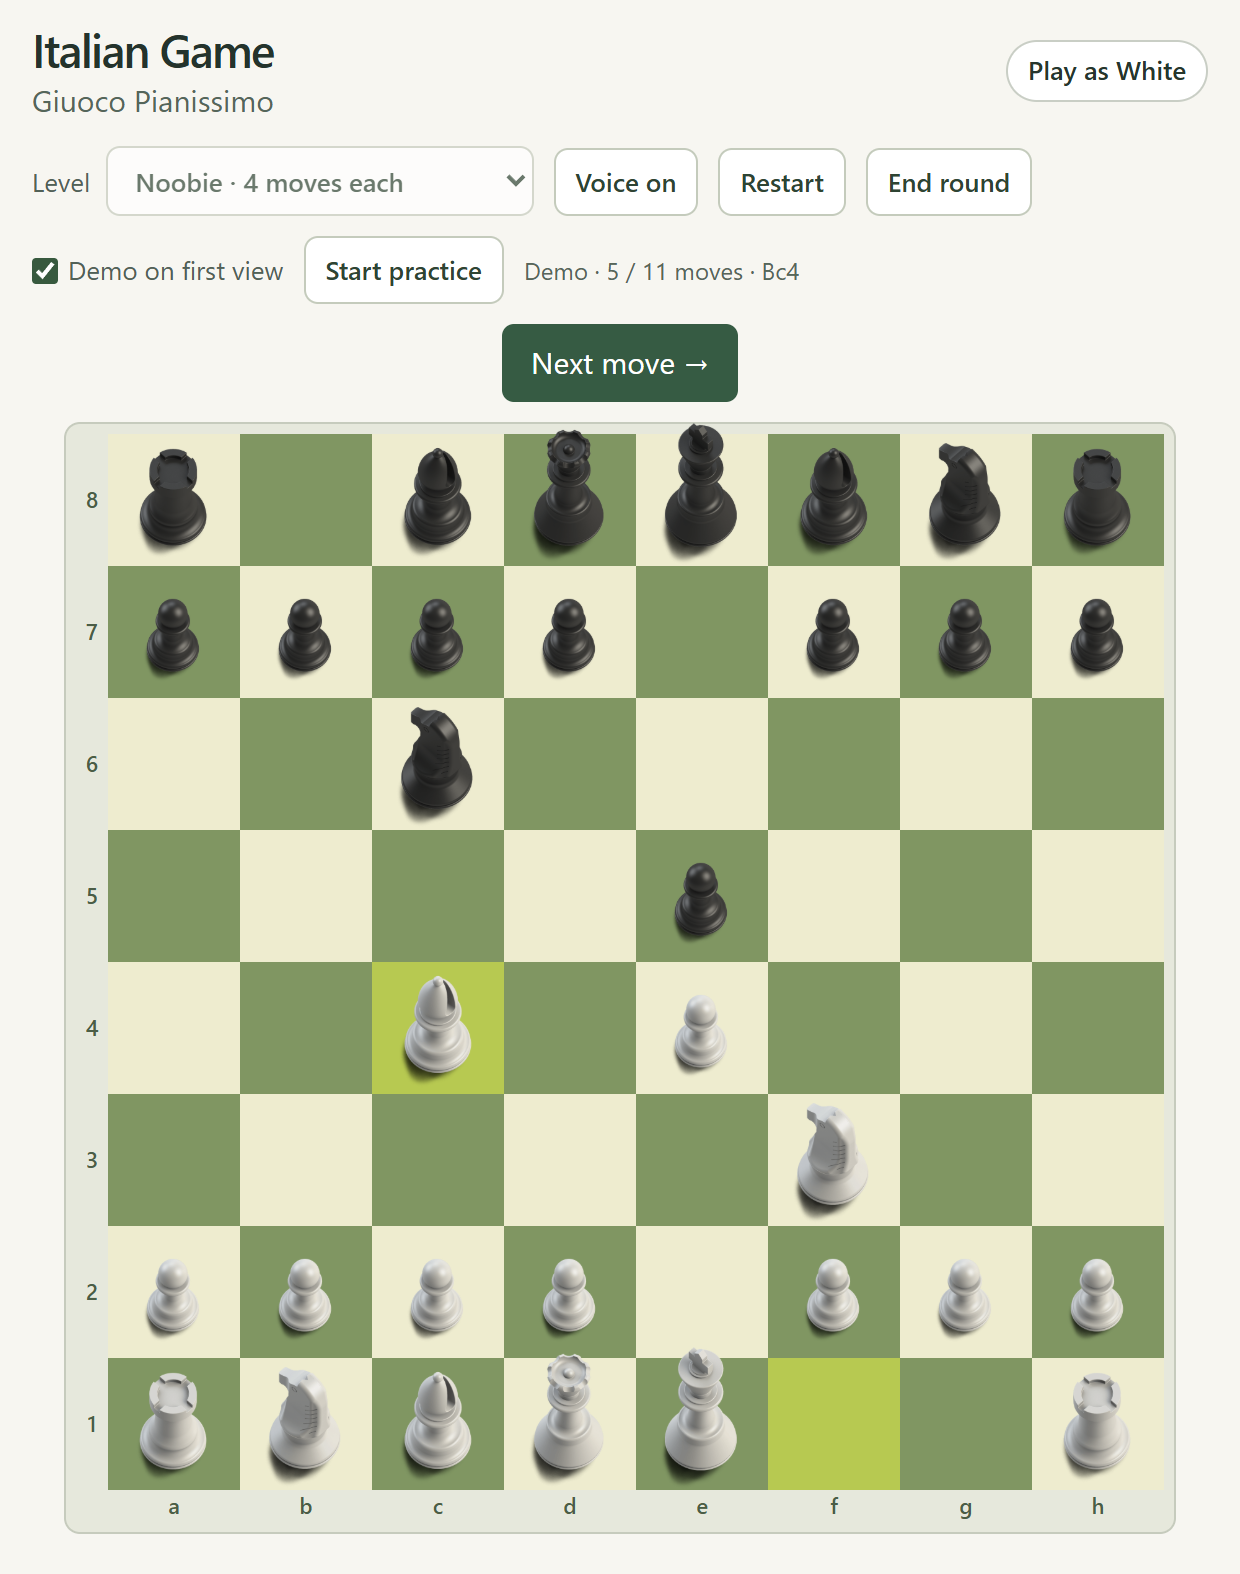 Italian Game
Giuoco Pianissimo
Play as White
Level
Noobie · 4 moves each
Voice on
Restart
End round
Demo on first view
Start practice
Demo · 5 / 11 moves · Bc4
Next move →
8
7
6
5
4
3
2
1
a b c d e f g h